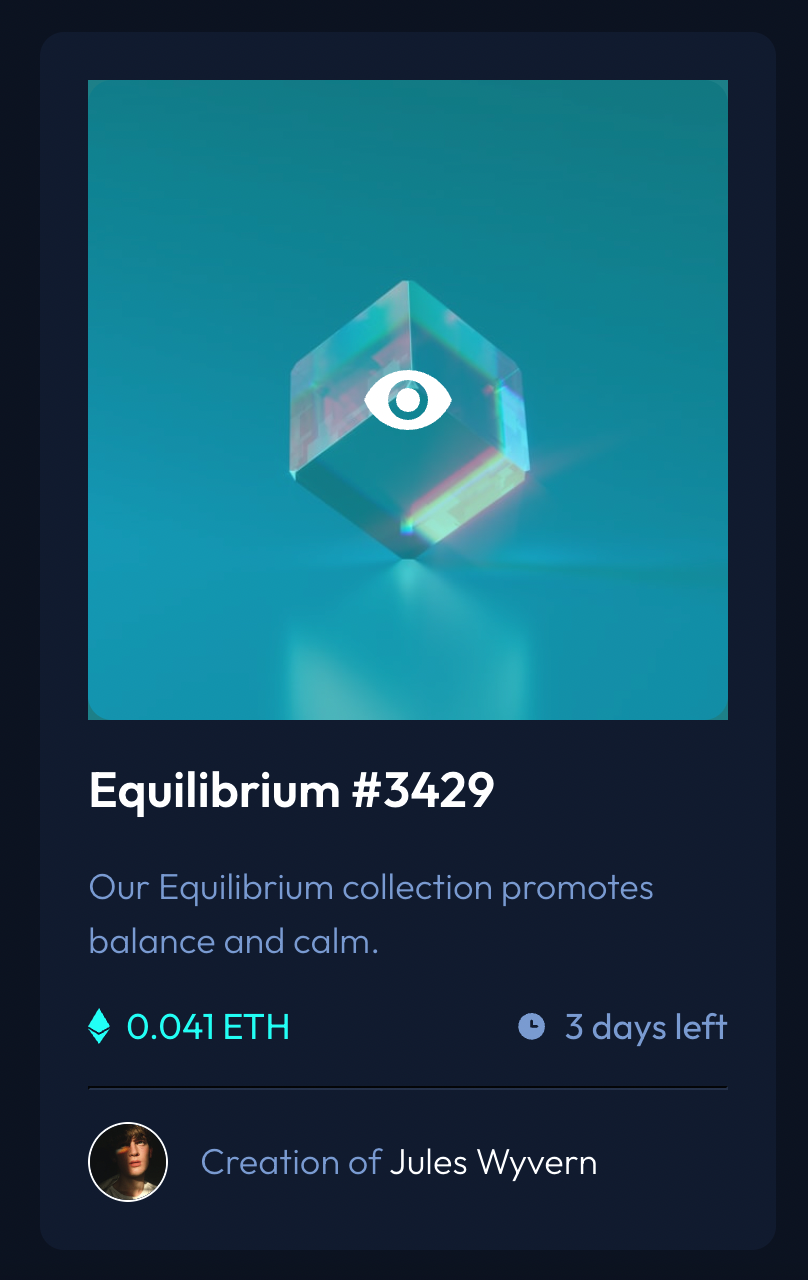 Equilibrium #3429
Our Equilibrium collection promotes
balance and calm.
0.041 ETH
3 days left
Creation of Jules Wyvern